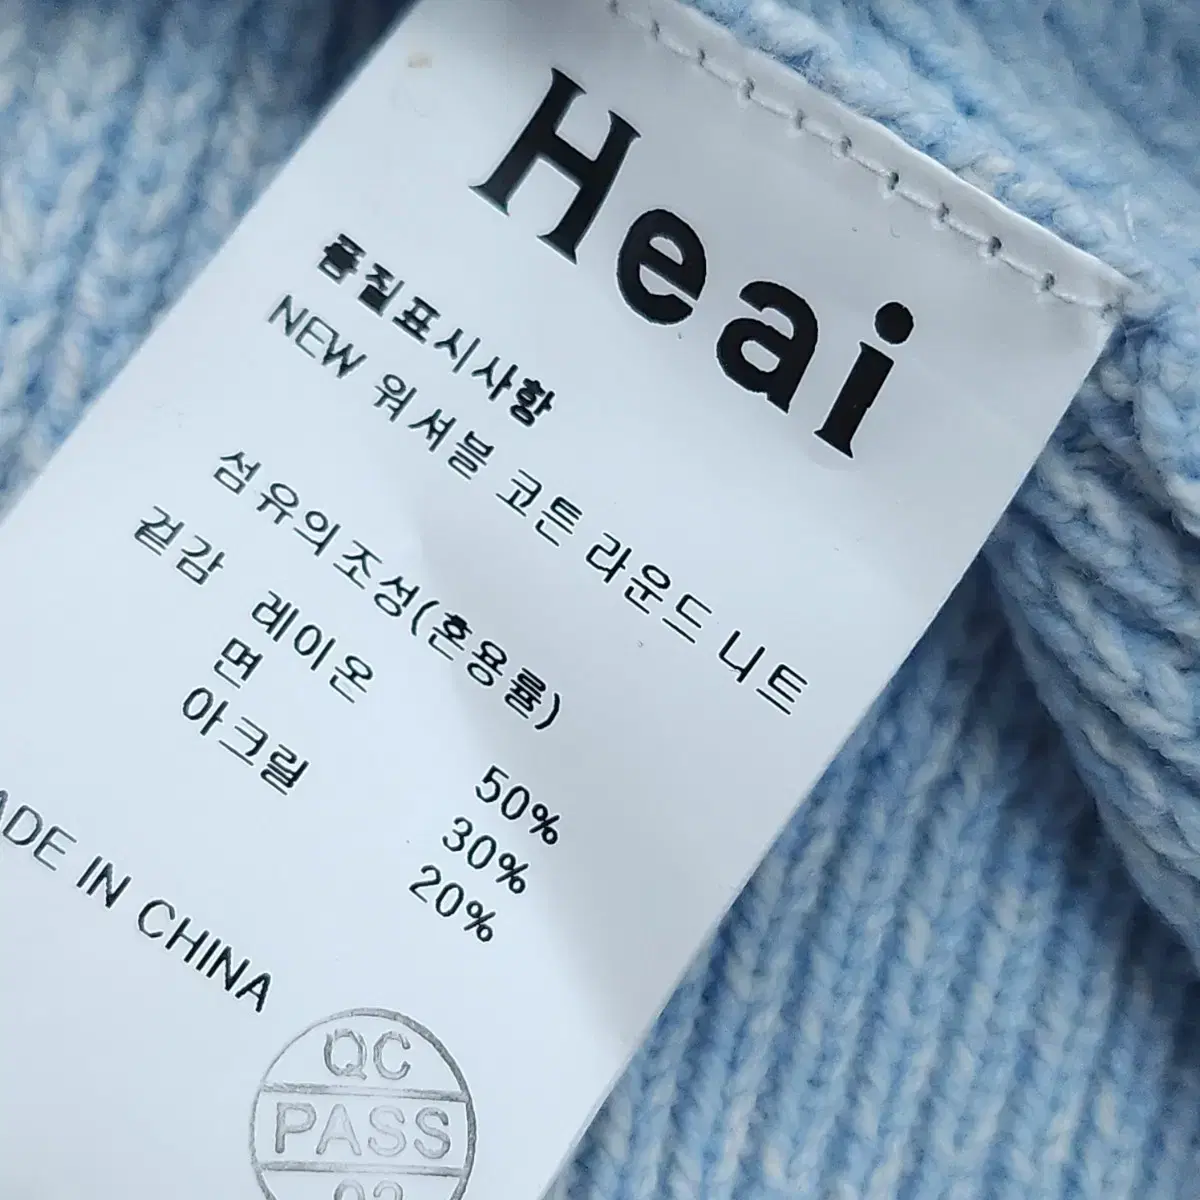 Heai
품질표시사항
NEW 워셔블 코튼 라운드 니트
섬유의조성(혼용률)
겉감 레이온 50%
면 30%
아크릴 20%
ADE IN CHINA
QC
PASS